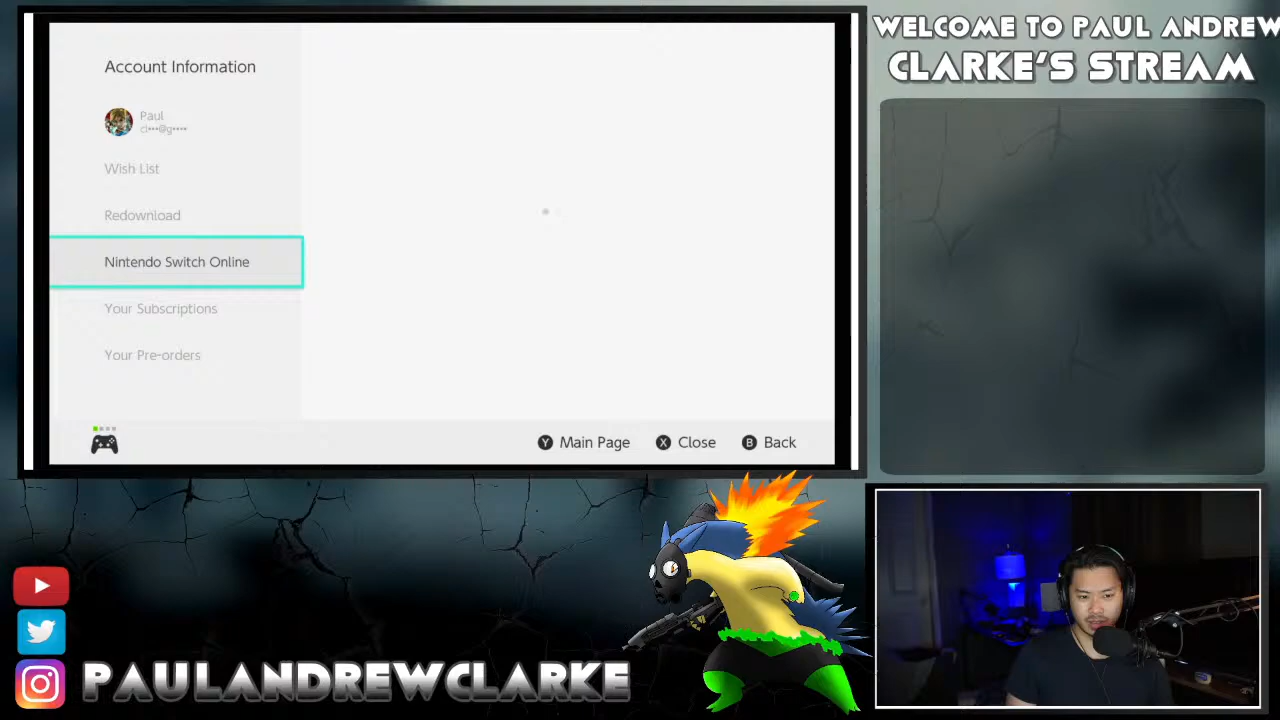 WELCOME TO PAUL ANDREW
CLARKE'S STREAM
Account Information
Paul
cl•••@g••••
Wish List
Redownload
Nintendo Switch Online
Your Subscriptions
Your Pre-orders
Y Main Page X Close B Back
PAULANDREWCLARKE